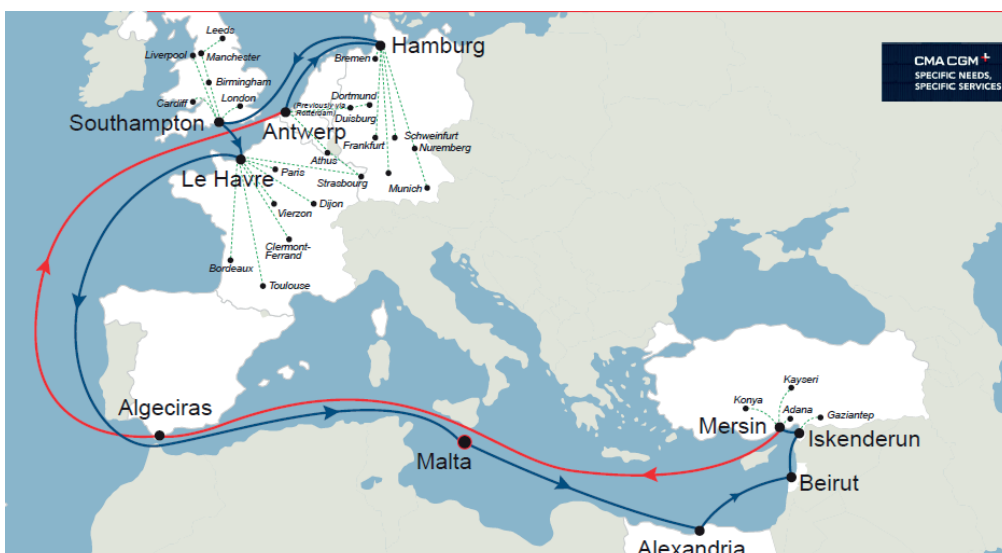 Leeds
Hamburg
Liverpool
Manchester
Bremen
CMA CGM
SPECIFIC NEEDS,
SPECIFIC SERVICES
Birmingham
Cardiff
London
Dortmund
(Previously via
Rotterdam)
Duisburg
Southampton
Antwerp
Schweinfurt
Frankfurt
Nuremberg
Athus
Le Havre
Paris
Strasbourg
Munich
Dijon
Vierzon
Clermont-
Ferrand
Bordeaux
Toulouse
Kayseri
Konya
Algeciras
Adana
Gaziantep
Mersin
Iskenderun
Malta
Beirut
Alexandria